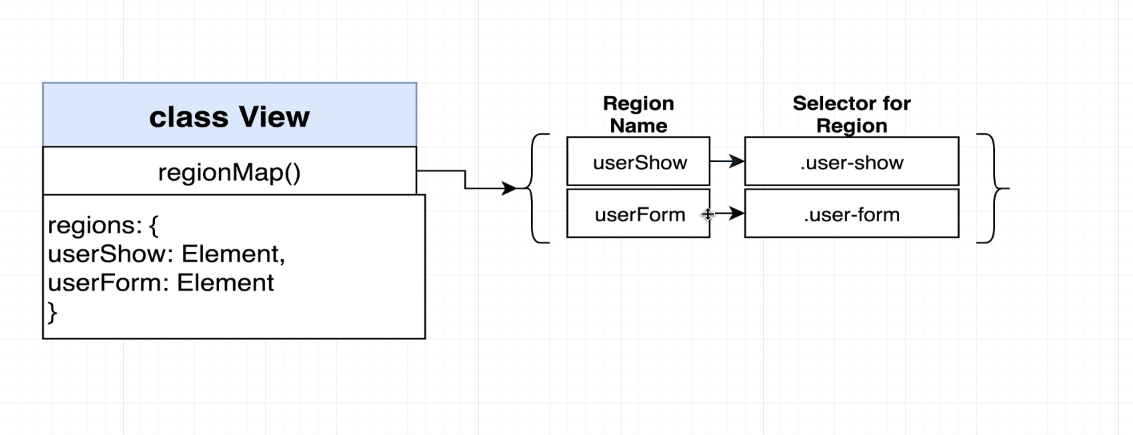 class View
regionMap()
regions: {
userShow: Element,
userForm: Element
}
Region
Name
Selector for
Region
userShow
.user-show
userForm
.user-form